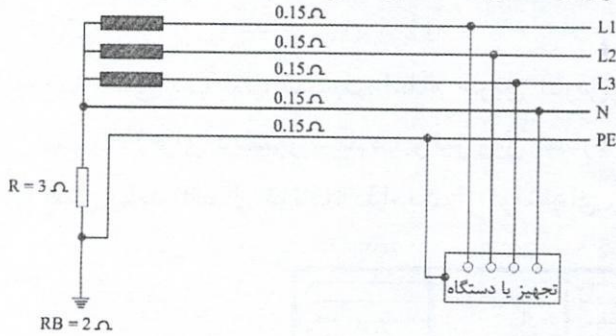 0.15Ω L1
0.15Ω L2
0.15Ω L3
0.15Ω N
0.15Ω PE
R = 3 Ω
تجهیز یا دستگاه
RB = 2 Ω